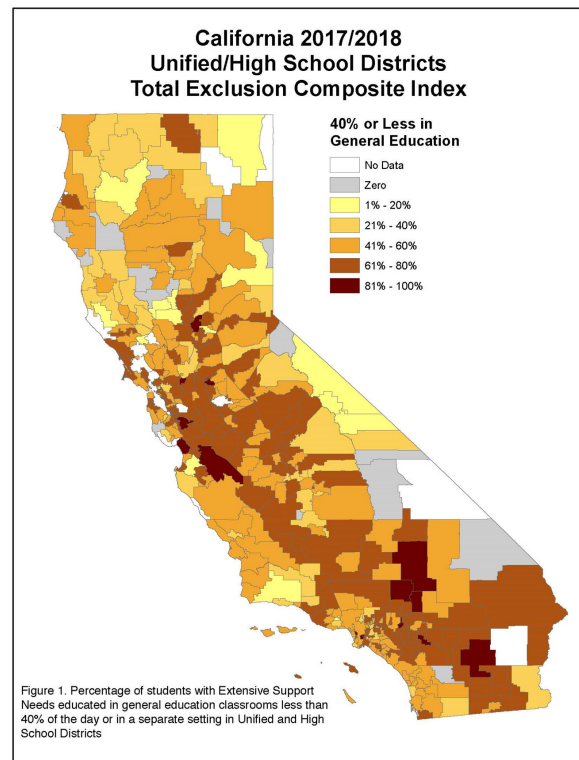 California 2017/2018
Unified/High School Districts
Total Exclusion Composite Index
40% or Less in
General Education
No Data
Zero
1% - 20%
21% - 40%
41% - 60%
61% - 80%
81% - 100%
Figure 1. Percentage of students with Extensive Support
Needs educated in general education classrooms less than
40% of the day or in a separate setting in Unified and High
School Districts